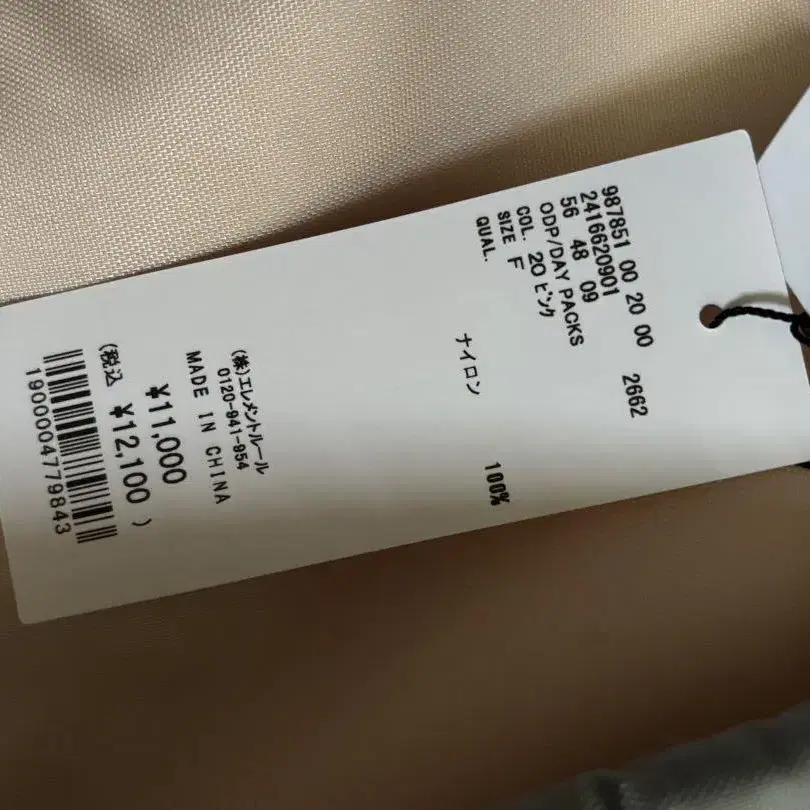 987851 00 20 00 2662
2416620901
56 48 09
ODP/DAY PACKS
COL. 20 ピンク
SIZE F
QUAL.
ナイロン 100%
(株)エレメントルール
0120-941-954
MADE IN CHINA
¥11,000
(税込 ¥12,100 )
1900004779843